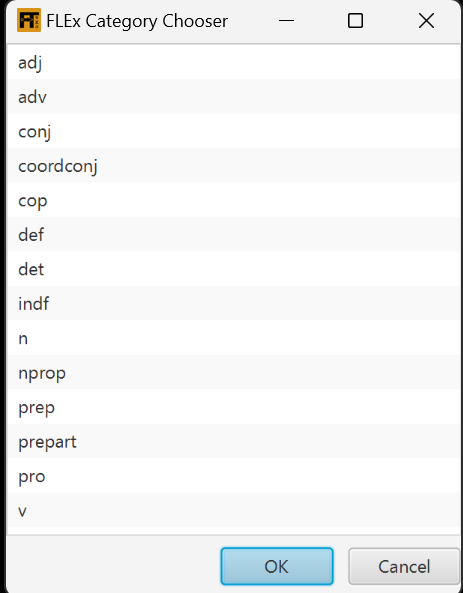 FLEx Category Chooser
adj
adv
conj
coordconj
cop
def
det
indf
n
nprop
prep
prepart
pro
v
OK Cancel